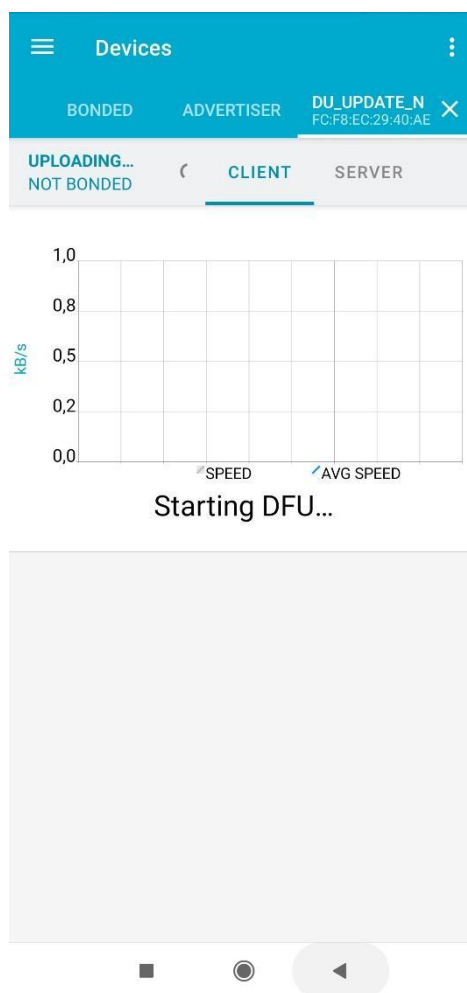 Devices
BONDED
ADVERTISER
DU_UPDATE_N
FC:F8:EC:29:40:AE
UPLOADING...
NOT BONDED
CLIENT
SERVER
1,0
0,8
0,5
0,2
0,0
kB/s
SPEED
AVG SPEED
Starting DFU...